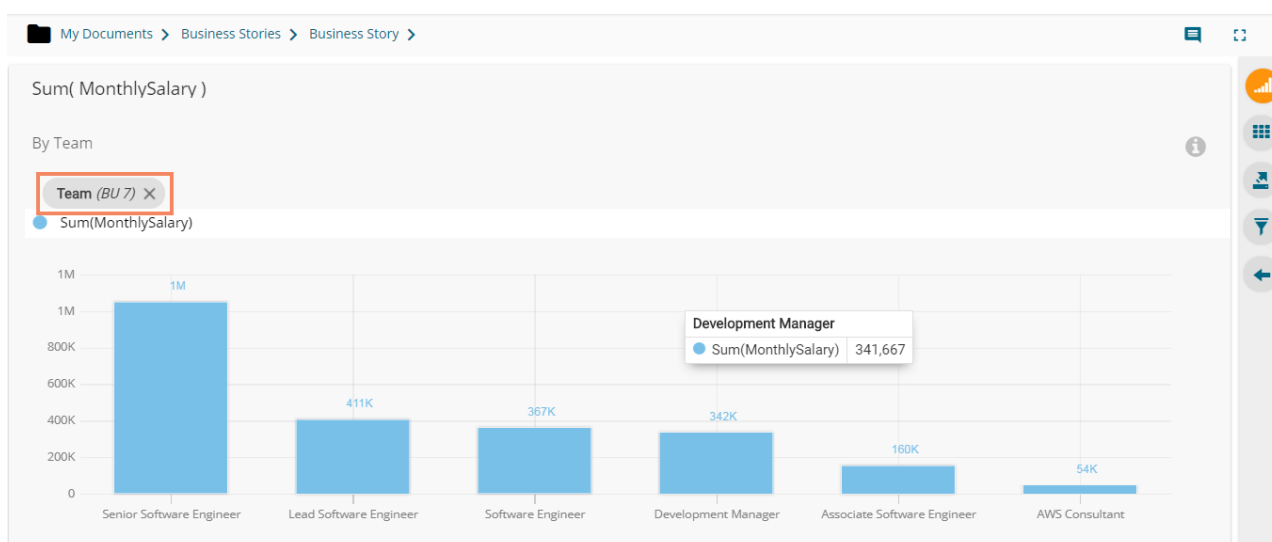 My Documents > Business Stories > Business Story >
Sum( MonthlySalary )
By Team
Team (BU 7) ×
Sum(MonthlySalary)
1M
1M
800K
600K
400K
200K
0
1M
411K
367K
342K
160K
54K
Development Manager
Sum(MonthlySalary) 341,667
Senior Software Engineer Lead Software Engineer Software Engineer Development Manager Associate Software Engineer AWS Consultant